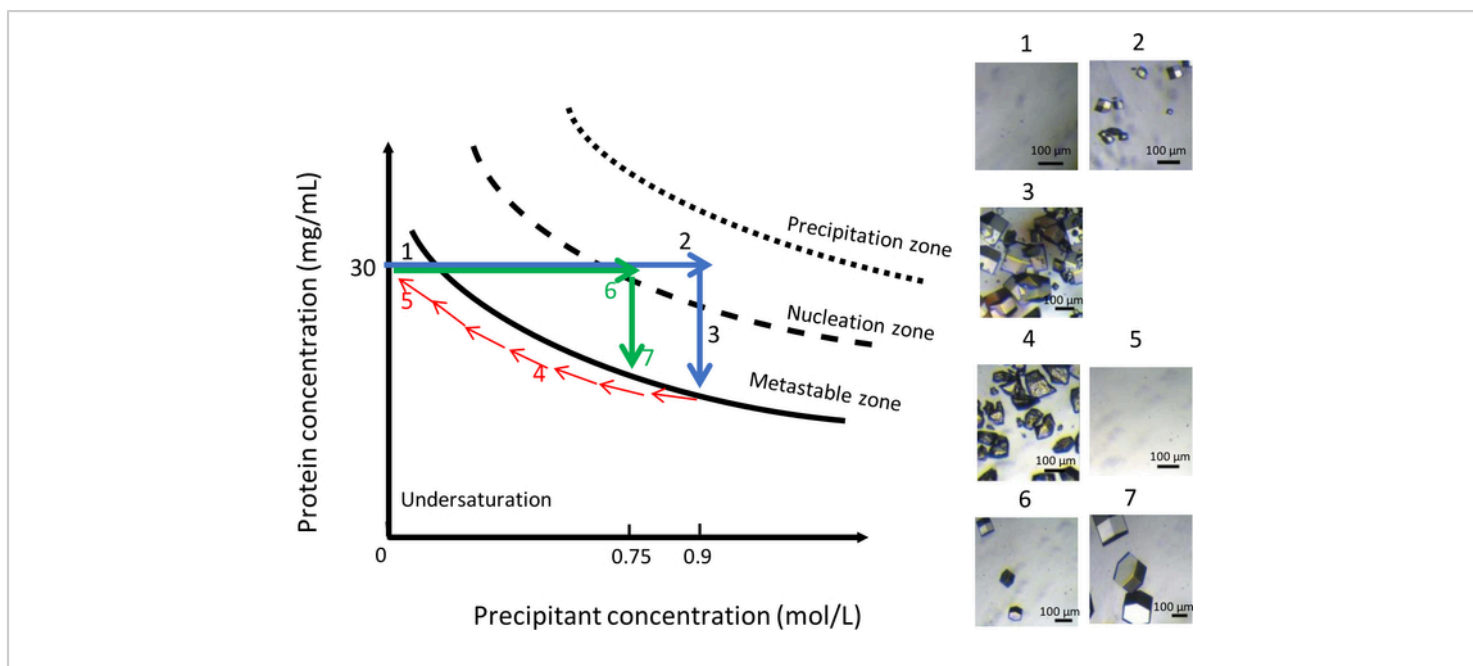 1
2
100 µm
100 µm
3
100 µm
4
5
100 µm
100 µm
6
7
100 µm
100 µm
Protein concentration (mg/mL)
30
1
2
5
6
3
7
4
Precipitation zone
Nucleation zone
Metastable zone
Undersaturation
0
0.75
0.9
Precipitant concentration (mol/L)